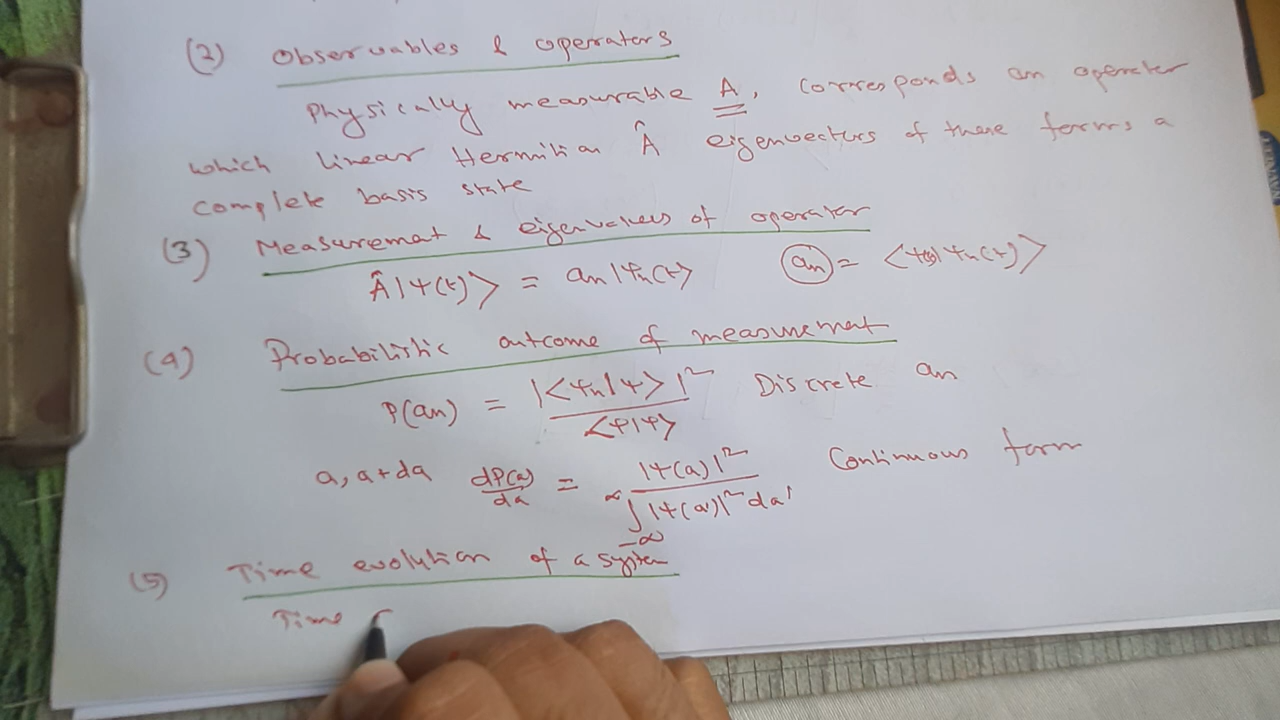 (2) Observables & operators
Physically measurable A, corresponds an operator
which linear Hermitian Â eigenvectors of these forms a
complete basis state
(3) Measuremat & eigenvalues of operator
Â|Ψ(t)⟩ = an|Ψn(t)⟩ an = ⟨Ψ(t)|Ψn(t)⟩
(4) Probabilistic outcome of measuremat
P(an) = |⟨Ψn|Ψ⟩|² / ⟨Ψ|Ψ⟩ Discrete an
a, a+da dP(a)/da = |Ψ(a)|² / ∫_{-∞}^{∞} |Ψ(a')|² da' Continuous form
(5) Time evolution of a system
Time